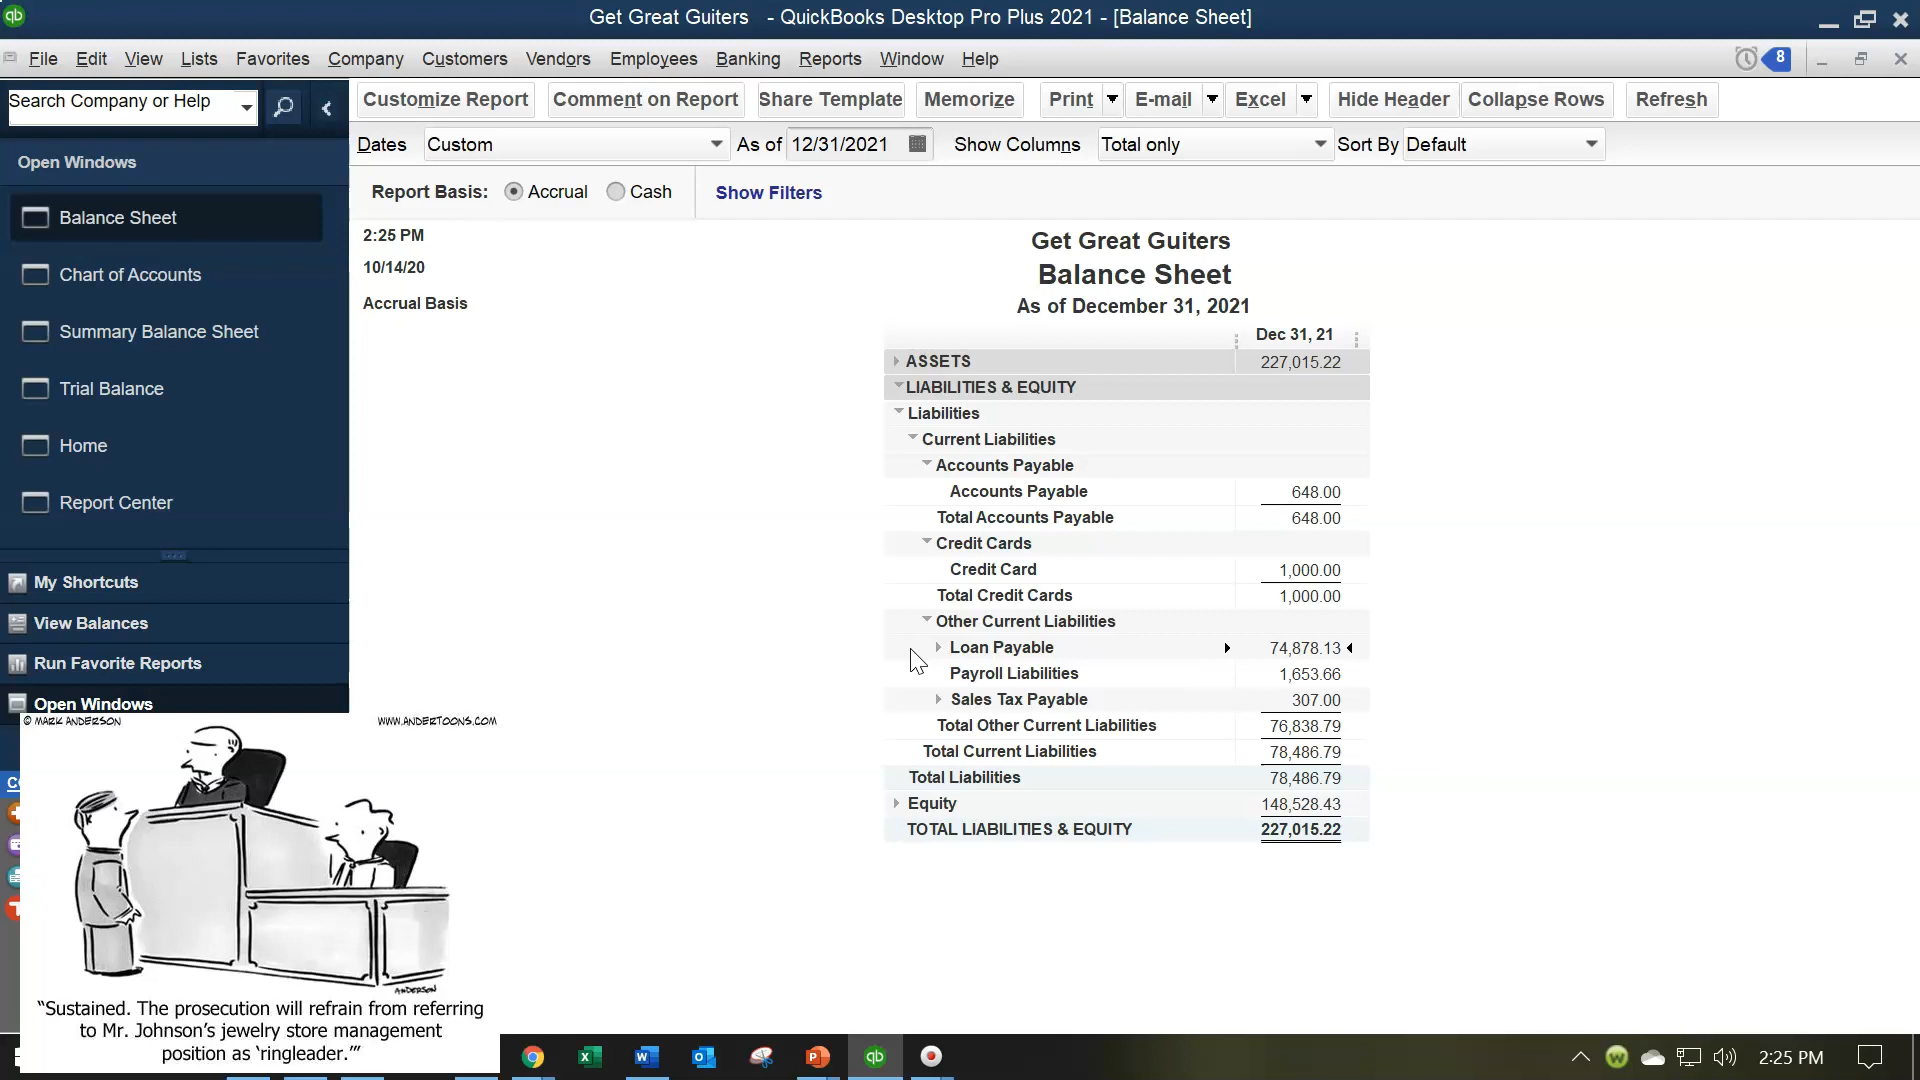 qb
Get Great Guiters - QuickBooks Desktop Pro Plus 2021 - [Balance Sheet]
File Edit View Lists Favorites Company Customers Vendors Employees Banking Reports Window Help
8
Search Company or Help
Customize Report Comment on Report Share Template Memorize Print E-mail Excel Hide Header Collapse Rows Refresh
Dates Custom As of 12/31/2021 Show Columns Total only Sort By Default
Open Windows
Report Basis: Accrual Cash Show Filters
Balance Sheet
Chart of Accounts
Summary Balance Sheet
Trial Balance
Home
Report Center
My Shortcuts
View Balances
Run Favorite Reports
Open Windows
2:25 PM
10/14/20
Accrual Basis
Get Great Guiters
Balance Sheet
As of December 31, 2021
Dec 31, 21
ASSETS 227,015.22
LIABILITIES & EQUITY
Liabilities
Current Liabilities
Accounts Payable
Accounts Payable 648.00
Total Accounts Payable 648.00
Credit Cards
Credit Card 1,000.00
Total Credit Cards 1,000.00
Other Current Liabilities
Loan Payable 74,878.13
Payroll Liabilities 1,653.66
Sales Tax Payable 307.00
Total Other Current Liabilities 76,838.79
Total Current Liabilities 78,486.79
Total Liabilities 78,486.79
Equity 148,528.43
TOTAL LIABILITIES & EQUITY 227,015.22
© MARK ANDERSON WWW.ANDERTOONS.COM
ANDERSON
“Sustained. The prosecution will refrain from referring
to Mr. Johnson’s jewelry store management
position as ‘ringleader.’”
qb
2:25 PM